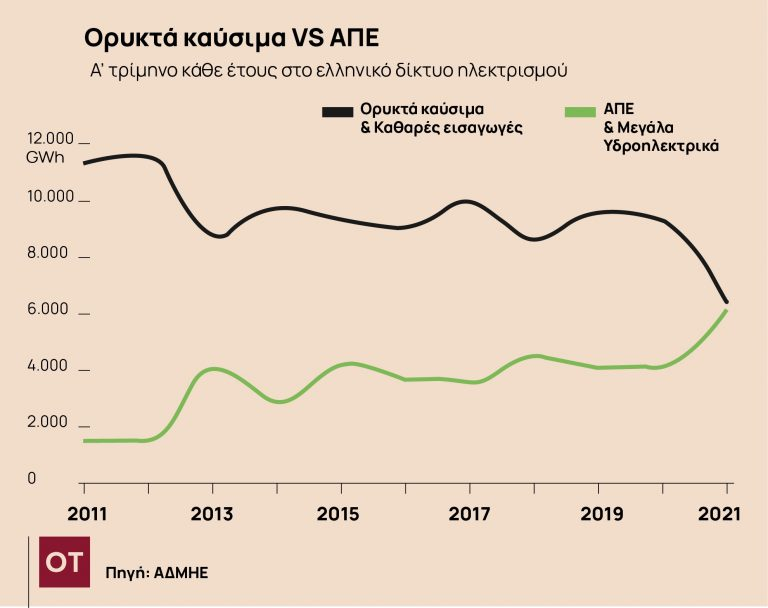 Ορυκτά καύσιμα VS ΑΠΕ
Α' τρίμηνο κάθε έτους στο ελληνικό δίκτυο ηλεκτρισμού
Ορυκτά καύσιμα
& Καθαρές εισαγωγές
ΑΠΕ
& Μεγάλα
Υδροηλεκτρικά
12.000
GWh
10.000
8.000
6.000
4.000
2.000
0
2011 2013 2015 2017 2019 2021
OT
Πηγή: ΑΔΜΗΕ